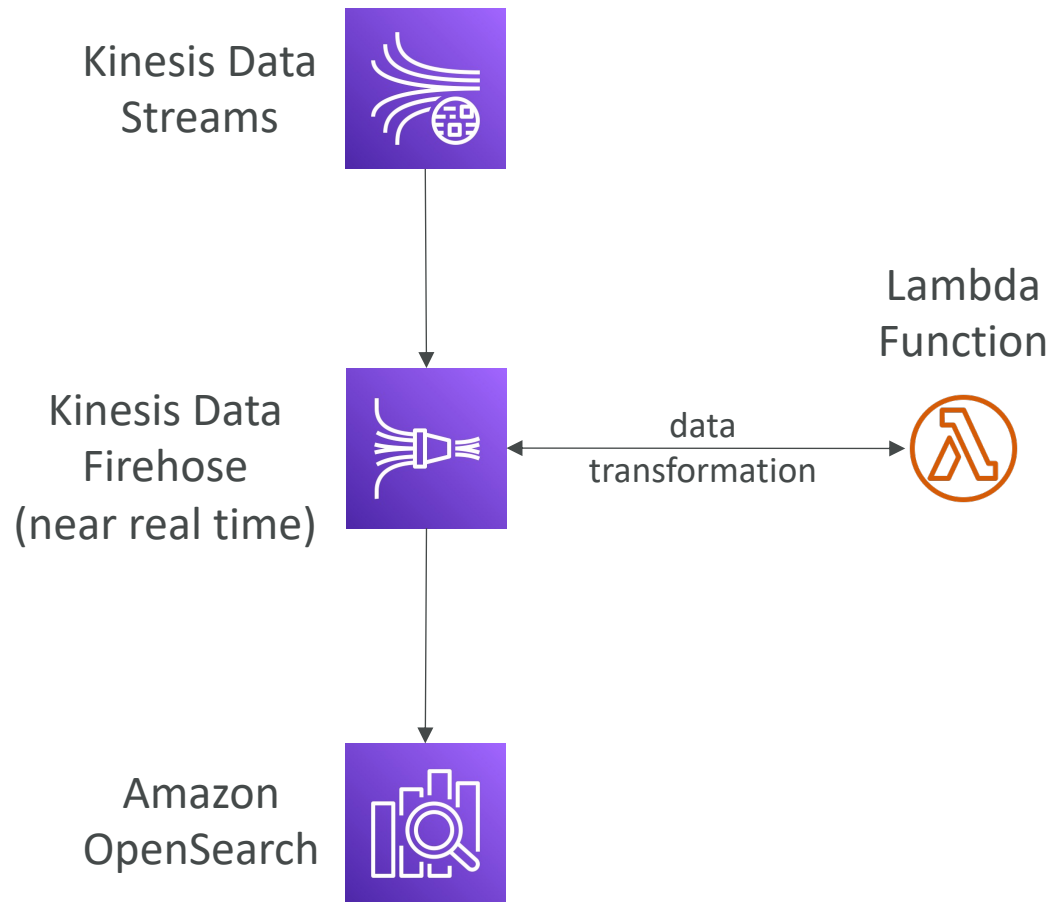 Kinesis Data
Streams
Lambda
Function
Kinesis Data
Firehose
(near real time)
data
transformation
Amazon
OpenSearch